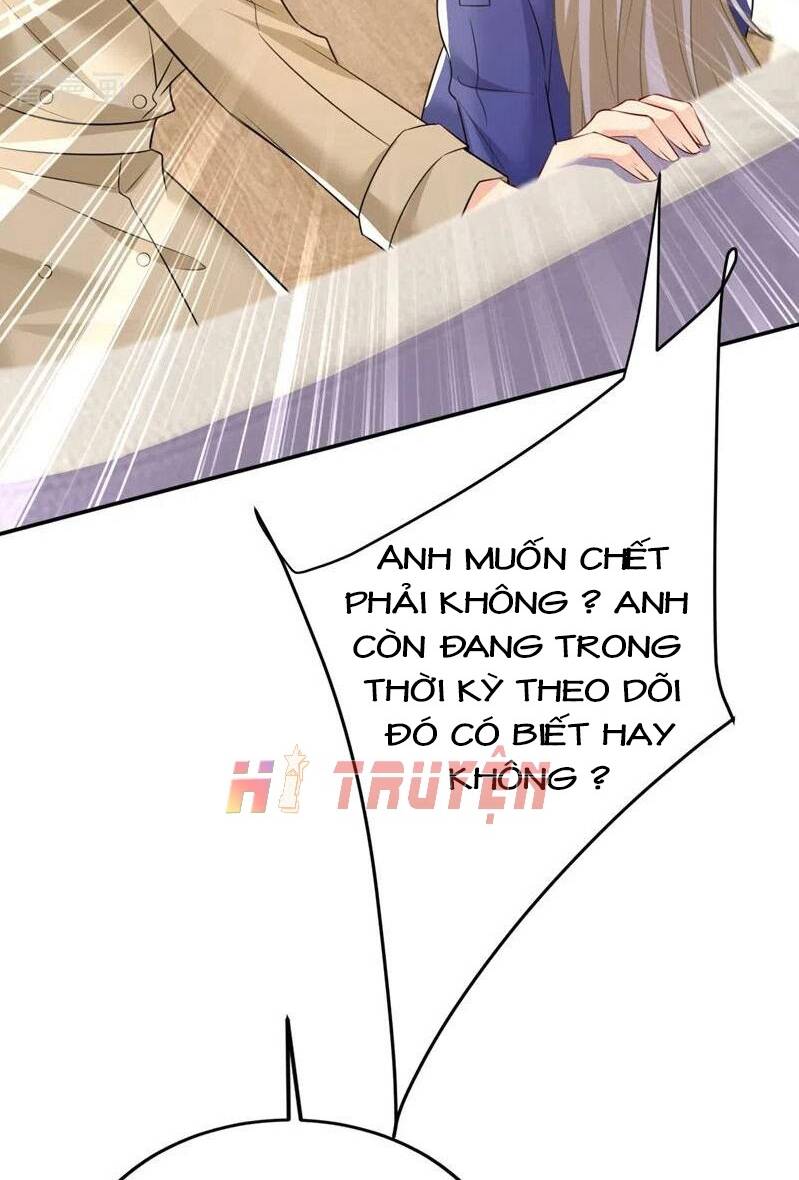 ANH MUỐN CHẾT
PHẢI KHÔNG ? ANH
CÒN ĐANG TRONG
THỜI KỲ THEO DÕI
ĐÓ CÓ BIẾT HAY
KHÔNG ?
HI TRUYỆN